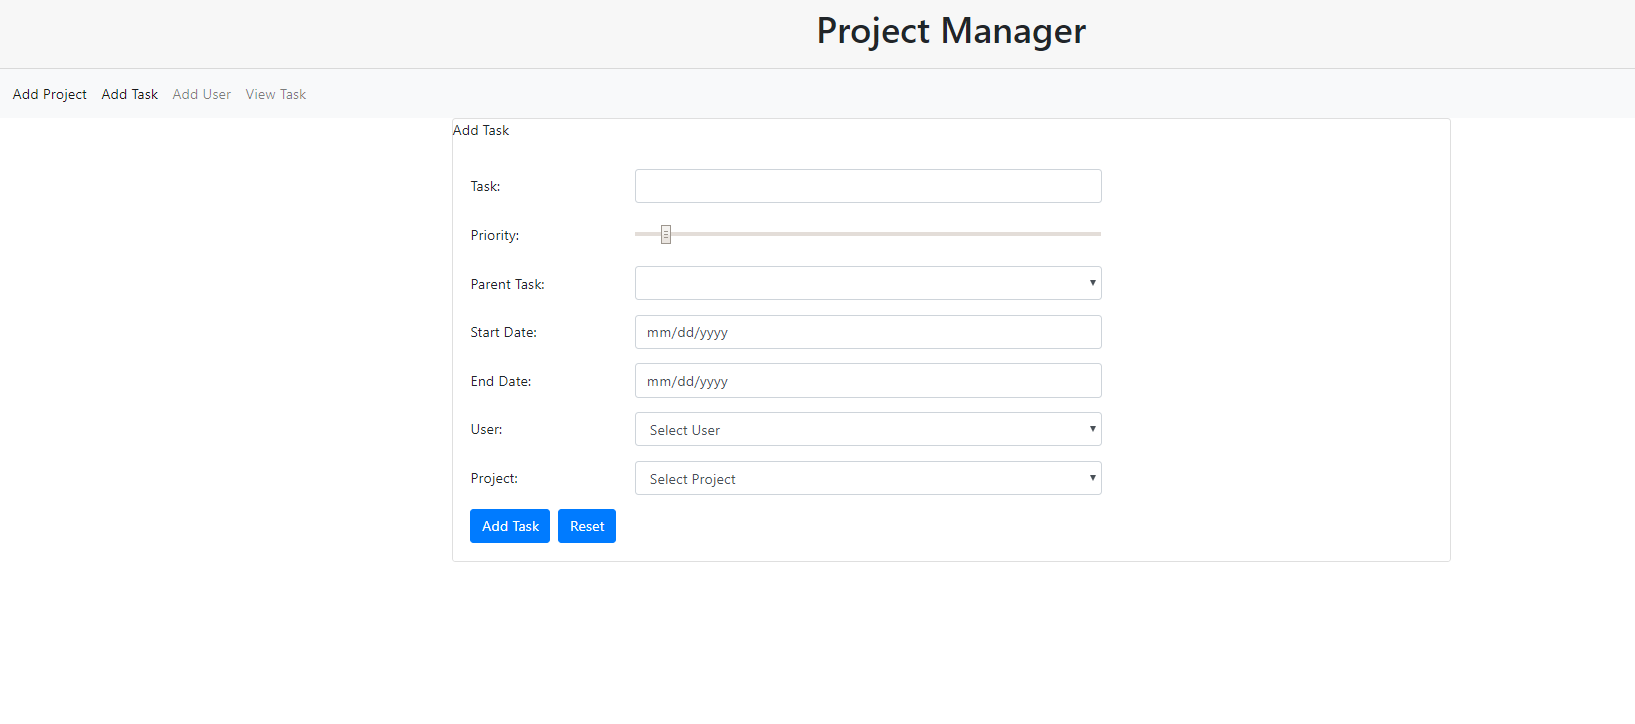 Project Manager
Add Project Add Task Add User View Task
Add Task
Task:
Priority:
Parent Task:
Start Date: mm/dd/yyyy
End Date: mm/dd/yyyy
User: Select User
Project: Select Project
Add Task Reset